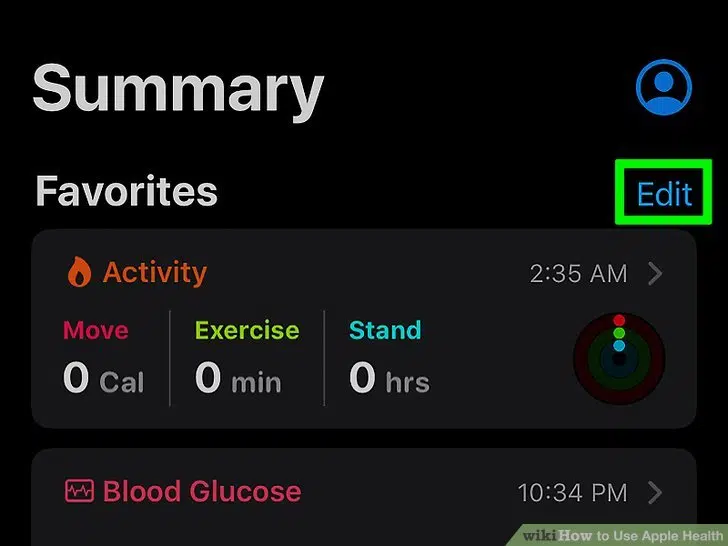 Summary
Favorites Edit
Activity 2:35 AM
Move Exercise Stand
0 Cal 0 min 0 hrs
Blood Glucose 10:34 PM
wikiHow to Use Apple Health